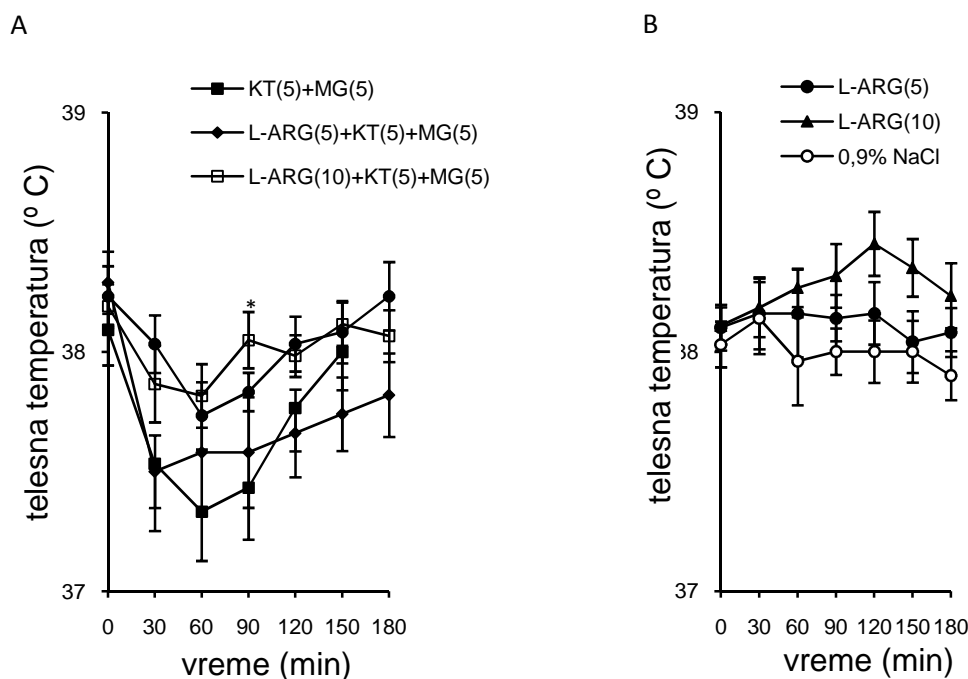 A
KT(5)+MG(5)
L-ARG(5)+KT(5)+MG(5)
L-ARG(10)+KT(5)+MG(5)
39
38
37
telesna temperatura (º C)
*
0 30 60 90 120 150 180
vreme (min)
B
L-ARG(5)
L-ARG(10)
0,9% NaCl
39
38
37
telesna temperatura (º C)
0 30 60 90 120 150 180
vreme (min)